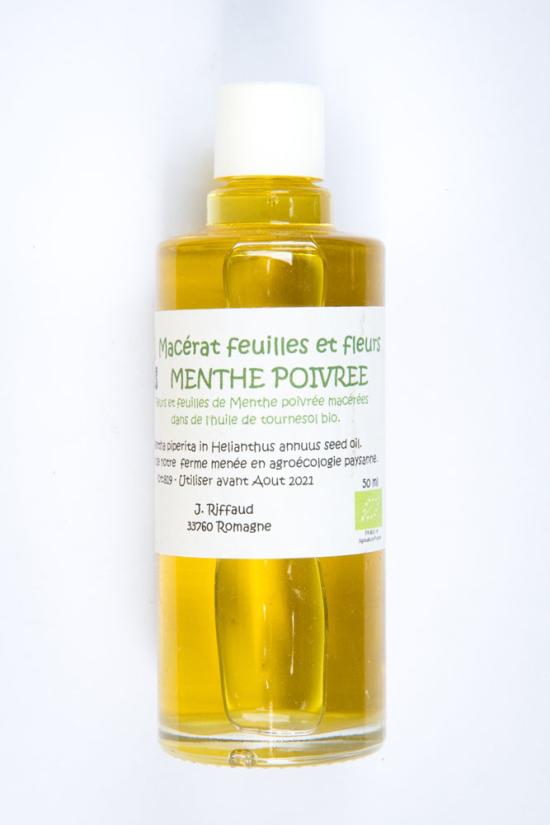 Macérat feuilles et fleurs
MENTHE POIVREE
et feuilles de Menthe poivrée macérées
dans de l'huile de tournesol bio.
piperita in Helianthus annuus seed oil.
notre ferme menée en agroécologie paysanne.
Utiliser avant Aout 2021
50 ml
J. Riffaud
33760 Romagne